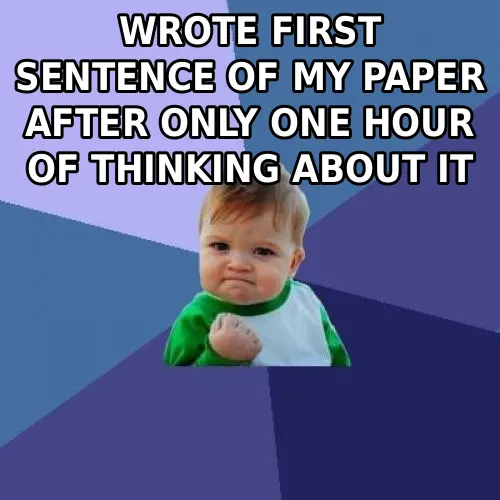 WROTE FIRST
SENTENCE OF MY PAPER
AFTER ONLY ONE HOUR
OF THINKING ABOUT IT